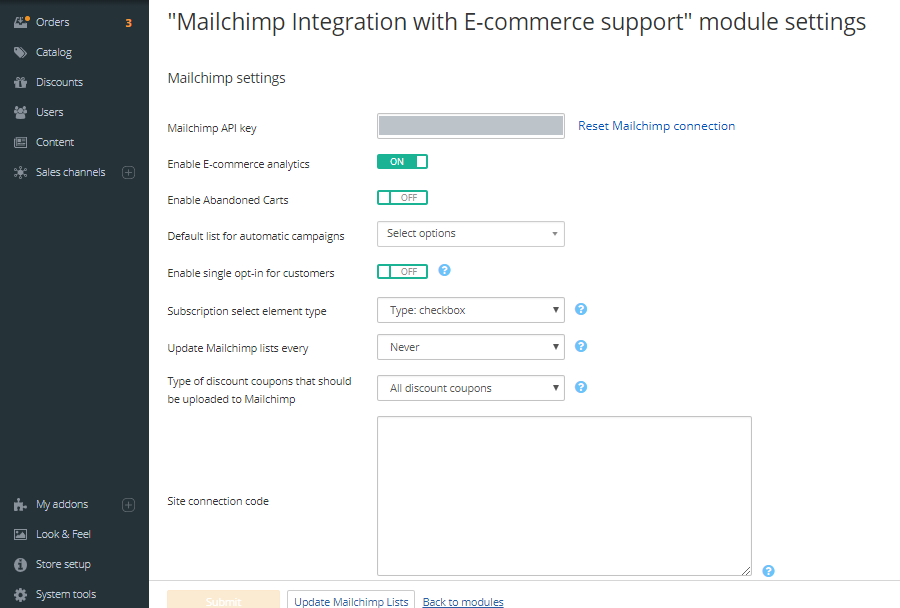 Orders 3
Catalog
Discounts
Users
Content
Sales channels
My addons
Look & Feel
Store setup
System tools
"Mailchimp Integration with E-commerce support" module settings
Mailchimp settings
Mailchimp API key Reset Mailchimp connection
Enable E-commerce analytics ON
Enable Abandoned Carts OFF
Default list for automatic campaigns Select options
Enable single opt-in for customers OFF ?
Subscription select element type Type: checkbox ?
Update Mailchimp lists every Never ?
Type of discount coupons that should
be uploaded to Mailchimp All discount coupons ?
Site connection code ?
Submit Update Mailchimp Lists Back to modules